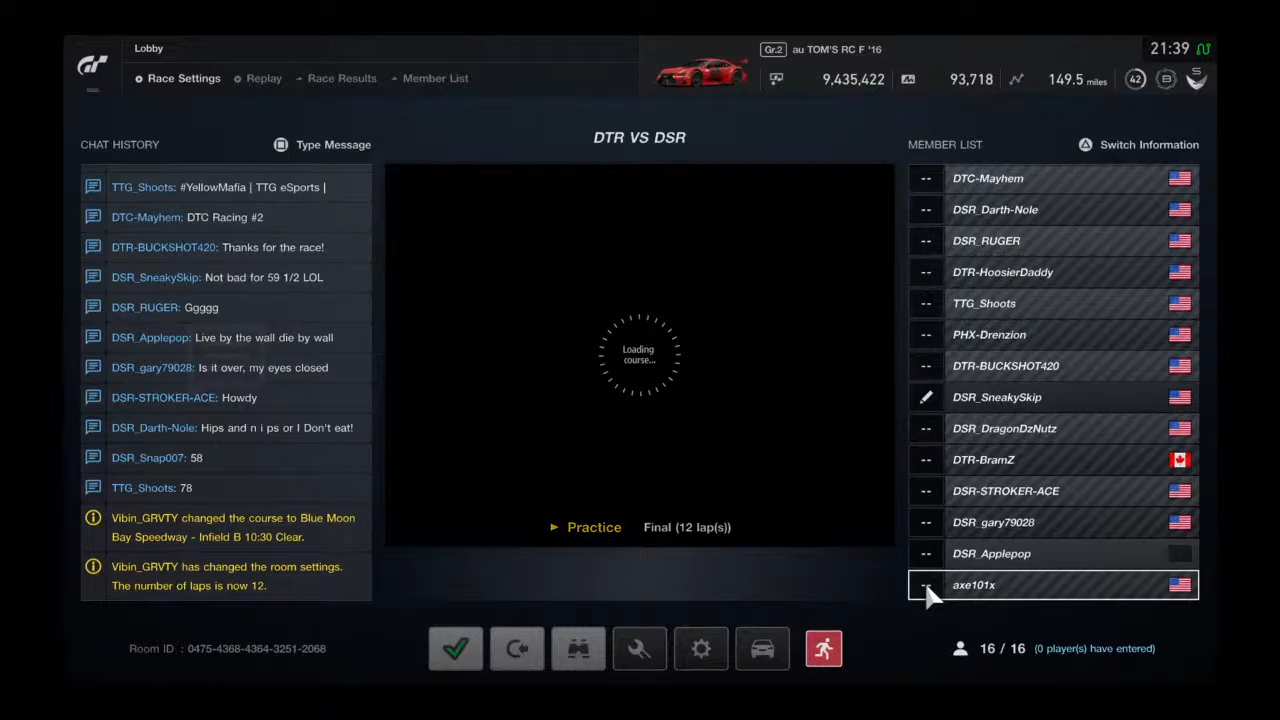 Lobby
Race Settings Replay Race Results Member List
Gr.2 au TOM'S RC F '16
21:39
9,435,422 93,718 149.5 miles 42 B S
CHAT HISTORY Type Message
TTG_Shoots: #YellowMafia | TTG eSports |
DTC-Mayhem: DTC Racing #2
DTR-BUCKSHOT420: Thanks for the race!
DSR_SneakySkip: Not bad for 59 1/2 LOL
DSR_RUGER: Ggggg
DSR_Applepop: Live by the wall die by wall
DSR_gary79028: Is it over, my eyes closed
DSR-STROKER-ACE: Howdy
DSR_Darth-Nole: Hips and n i ps or I Don't eat!
DSR_Snap007: 58
TTG_Shoots: 78
Vibin_GRVTY changed the course to Blue Moon
Bay Speedway - Infield B 10:30 Clear.
Vibin_GRVTY has changed the room settings.
The number of laps is now 12.
DTR VS DSR
Loading
course...
Practice Final (12 lap(s))
MEMBER LIST Switch Information
-- DTC-Mayhem
-- DSR_Darth-Nole
-- DSR_RUGER
-- DTR-HoosierDaddy
-- TTG_Shoots
-- PHX-Drenzion
-- DTR-BUCKSHOT420
DSR_SneakySkip
-- DSR_DragonDzNutz
-- DTR-BramZ
-- DSR-STROKER-ACE
-- DSR_gary79028
-- DSR_Applepop
-- axe101x
Room ID : 0475-4368-4364-3251-2068
16 / 16 (0 player(s) have entered)